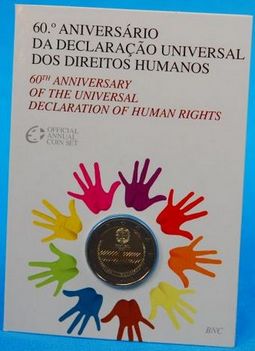 60.º ANIVERSÁRIO
DA DECLARAÇÃO UNIVERSAL
DOS DIREITOS HUMANOS
60TH ANNIVERSARY
OF THE UNIVERSAL
DECLARATION OF HUMAN RIGHTS
OFFICIAL
ANNUAL
COIN SET
BNC